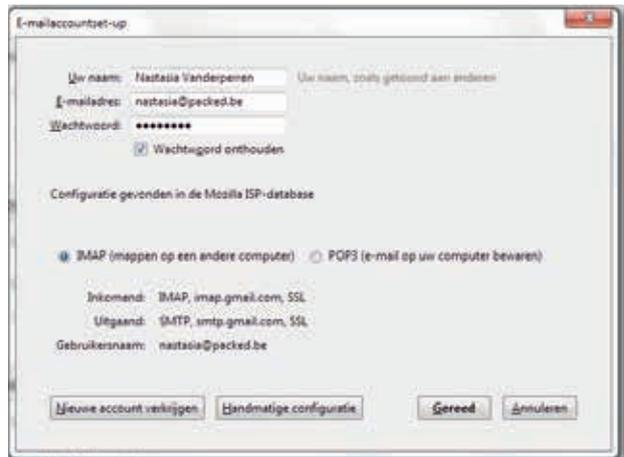 E-mailaccountset-up
Uw naam: Nastasia Vanderperren Uw naam, zoals getoond aan anderen
E-mailadres: nastasia@packed.be
Wachtwoord: ••••••••
Wachtwoord onthouden
Configuratie gevonden in de Mozilla ISP-database
IMAP (mappen op een andere computer) POP3 (e-mail op uw computer bewaren)
Inkomend: IMAP, imap.gmail.com, SSL
Uitgaand: SMTP, smtp.gmail.com, SSL
Gebruikersnaam: nastasia@packed.be
Nieuwe account verkrijgen Handmatige configuratie Gereed Annuleren